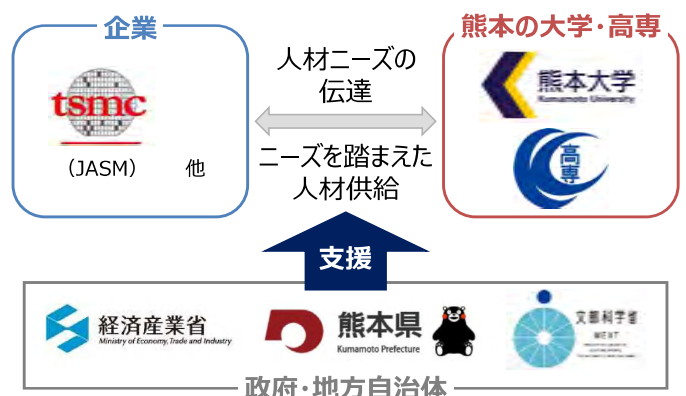 企業
熊本の大学・高専
tsmc
(JASM) 他
人材ニーズの
伝達
ニーズを踏まえた
人材供給
熊本大学
Kumamoto University
高専
支援
経済産業省
Ministry of Economy, Trade and Industry
熊本県
Kumamoto Prefecture
文部科学省
MEXT
政府・地方自治体